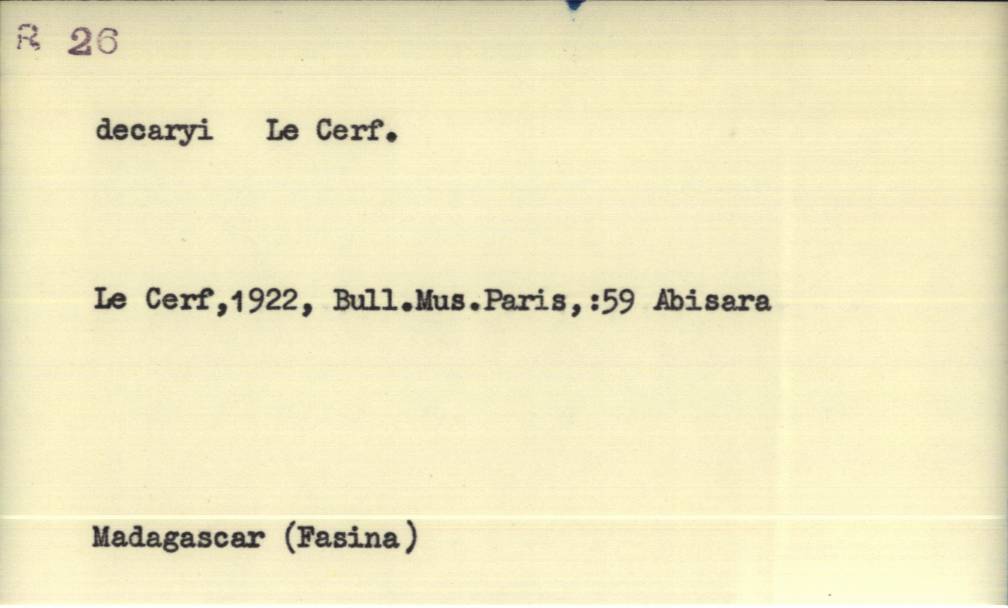 R 26
decaryi Le Cerf.
Le Cerf,1922, Bull.Mus.Paris,:59 Abisara
Madagascar (Fasina)